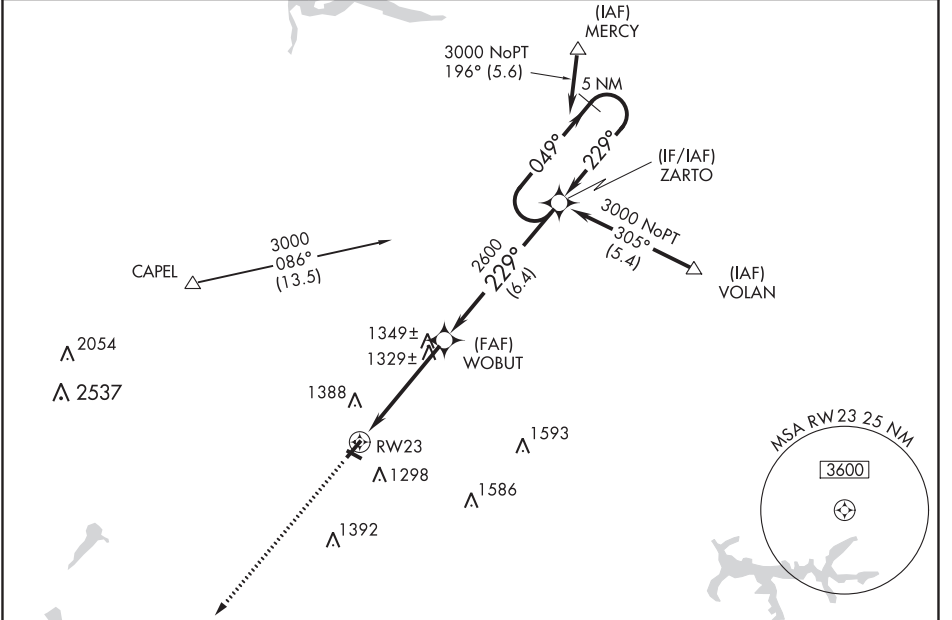 (IAF)
MERCY
3000 NoPT
196° (5.6)
5 NM
049°
229°
(IF/IAF)
ZARTO
3000 NoPT
305°
(5.4)
(IAF)
VOLAN
3000
086°
(13.5)
CAPEL
2600
229°
(6.4)
1349±
1329±
(FAF)
WOBUT
2054
2537
1388
RW23
1593
1298
1586
1392
MSA RW23 25 NM
3600